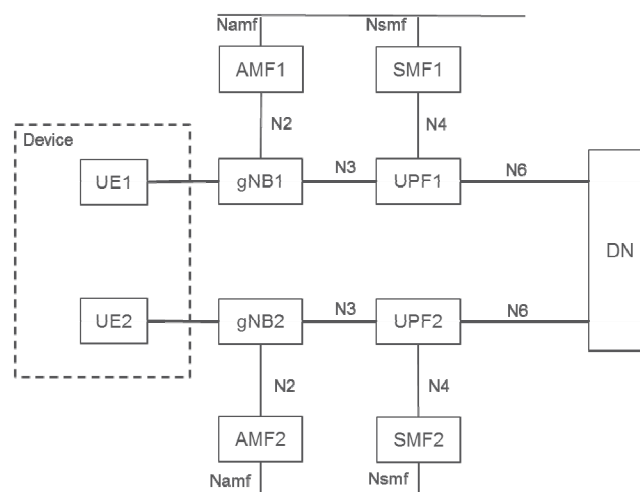 Namf Nsmf
AMF1 SMF1
N2 N4
Device
UE1 gNB1 N3 UPF1 N6
DN
UE2 gNB2 N3 UPF2 N6
N2 N4
AMF2 SMF2
Namf Nsmf